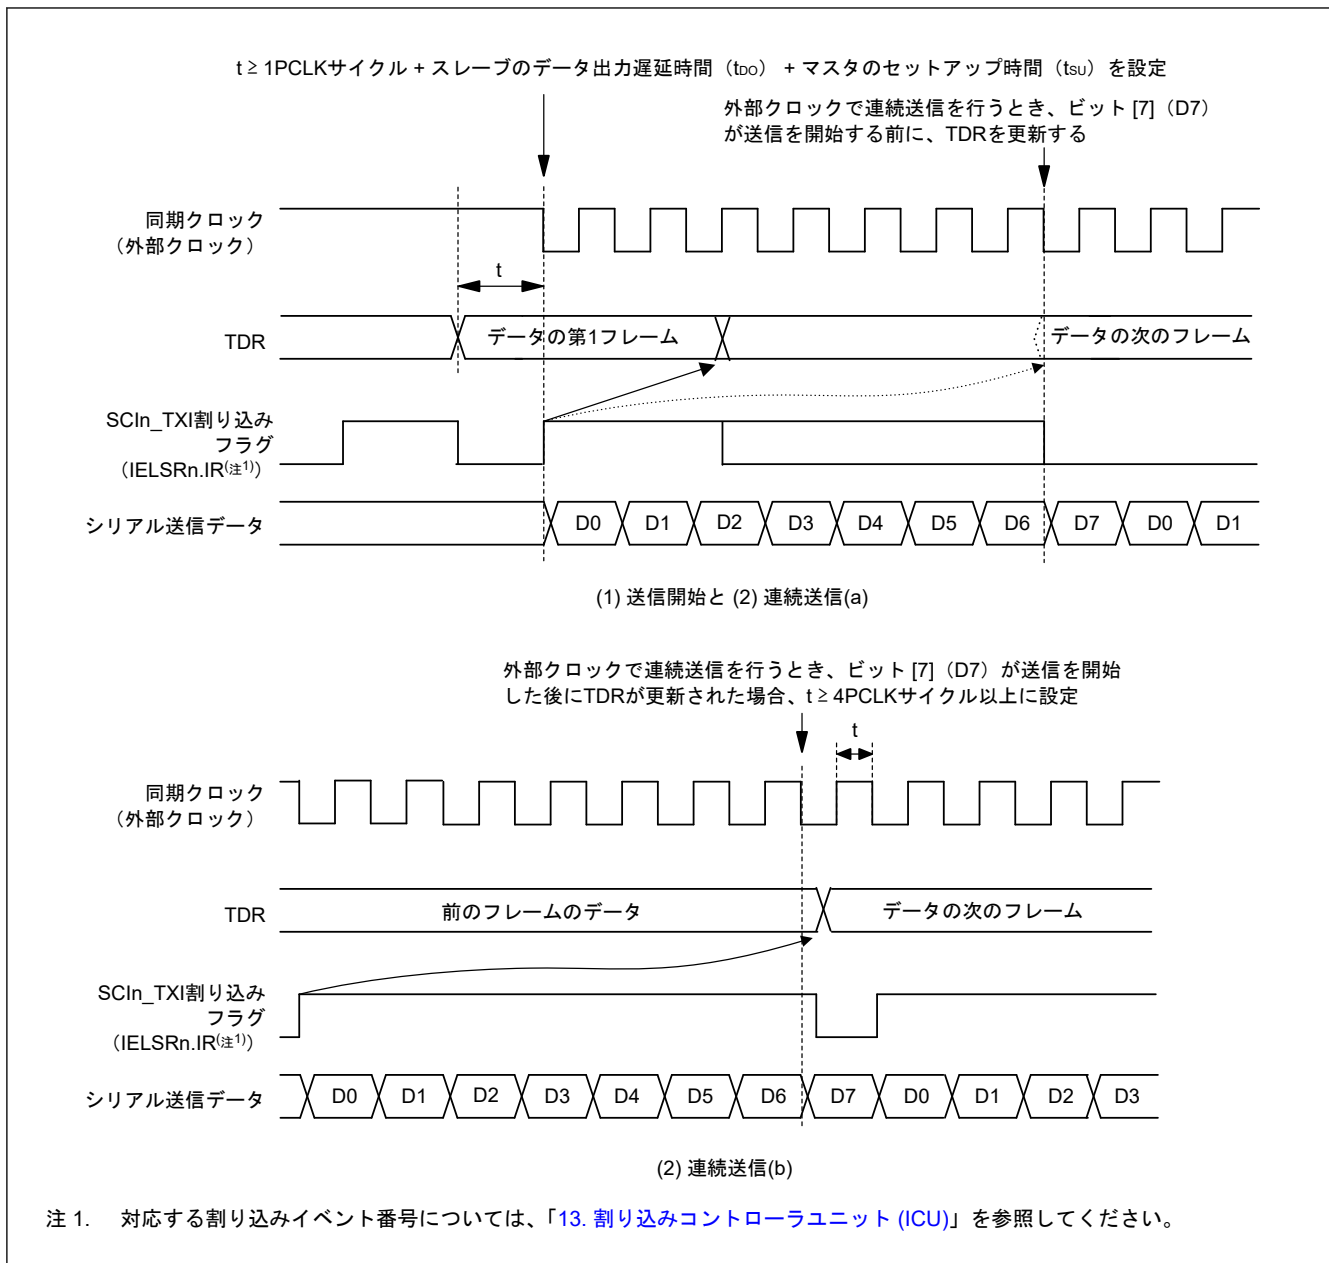 t ≥ 1PCLKサイクル + スレーブのデータ出力遅延時間（tDO） + マスタのセットアップ時間（tSU）を設定
外部クロックで連続送信を行うとき、ビット [7]（D7）
が送信を開始する前に、TDRを更新する
同期クロック
（外部クロック）
t
TDR
データの第1フレーム
データの次のフレーム
SCIn_TXI割り込み
フラグ
（IELSRn.IR(注1)）
シリアル送信データ
D0 D1 D2 D3 D4 D5 D6 D7 D0 D1
(1) 送信開始と (2) 連続送信(a)
外部クロックで連続送信を行うとき、ビット [7]（D7）が送信を開始
した後にTDRが更新された場合、t ≥ 4PCLKサイクル以上に設定
t
同期クロック
（外部クロック）
TDR
前のフレームのデータ
データの次のフレーム
SCIn_TXI割り込み
フラグ
（IELSRn.IR(注1)）
シリアル送信データ
D0 D1 D2 D3 D4 D5 D6 D7 D0 D1 D2 D3
(2) 連続送信(b)
注 1. 対応する割り込みイベント番号については、「13. 割り込みコントローラユニット (ICU)」を参照してください。